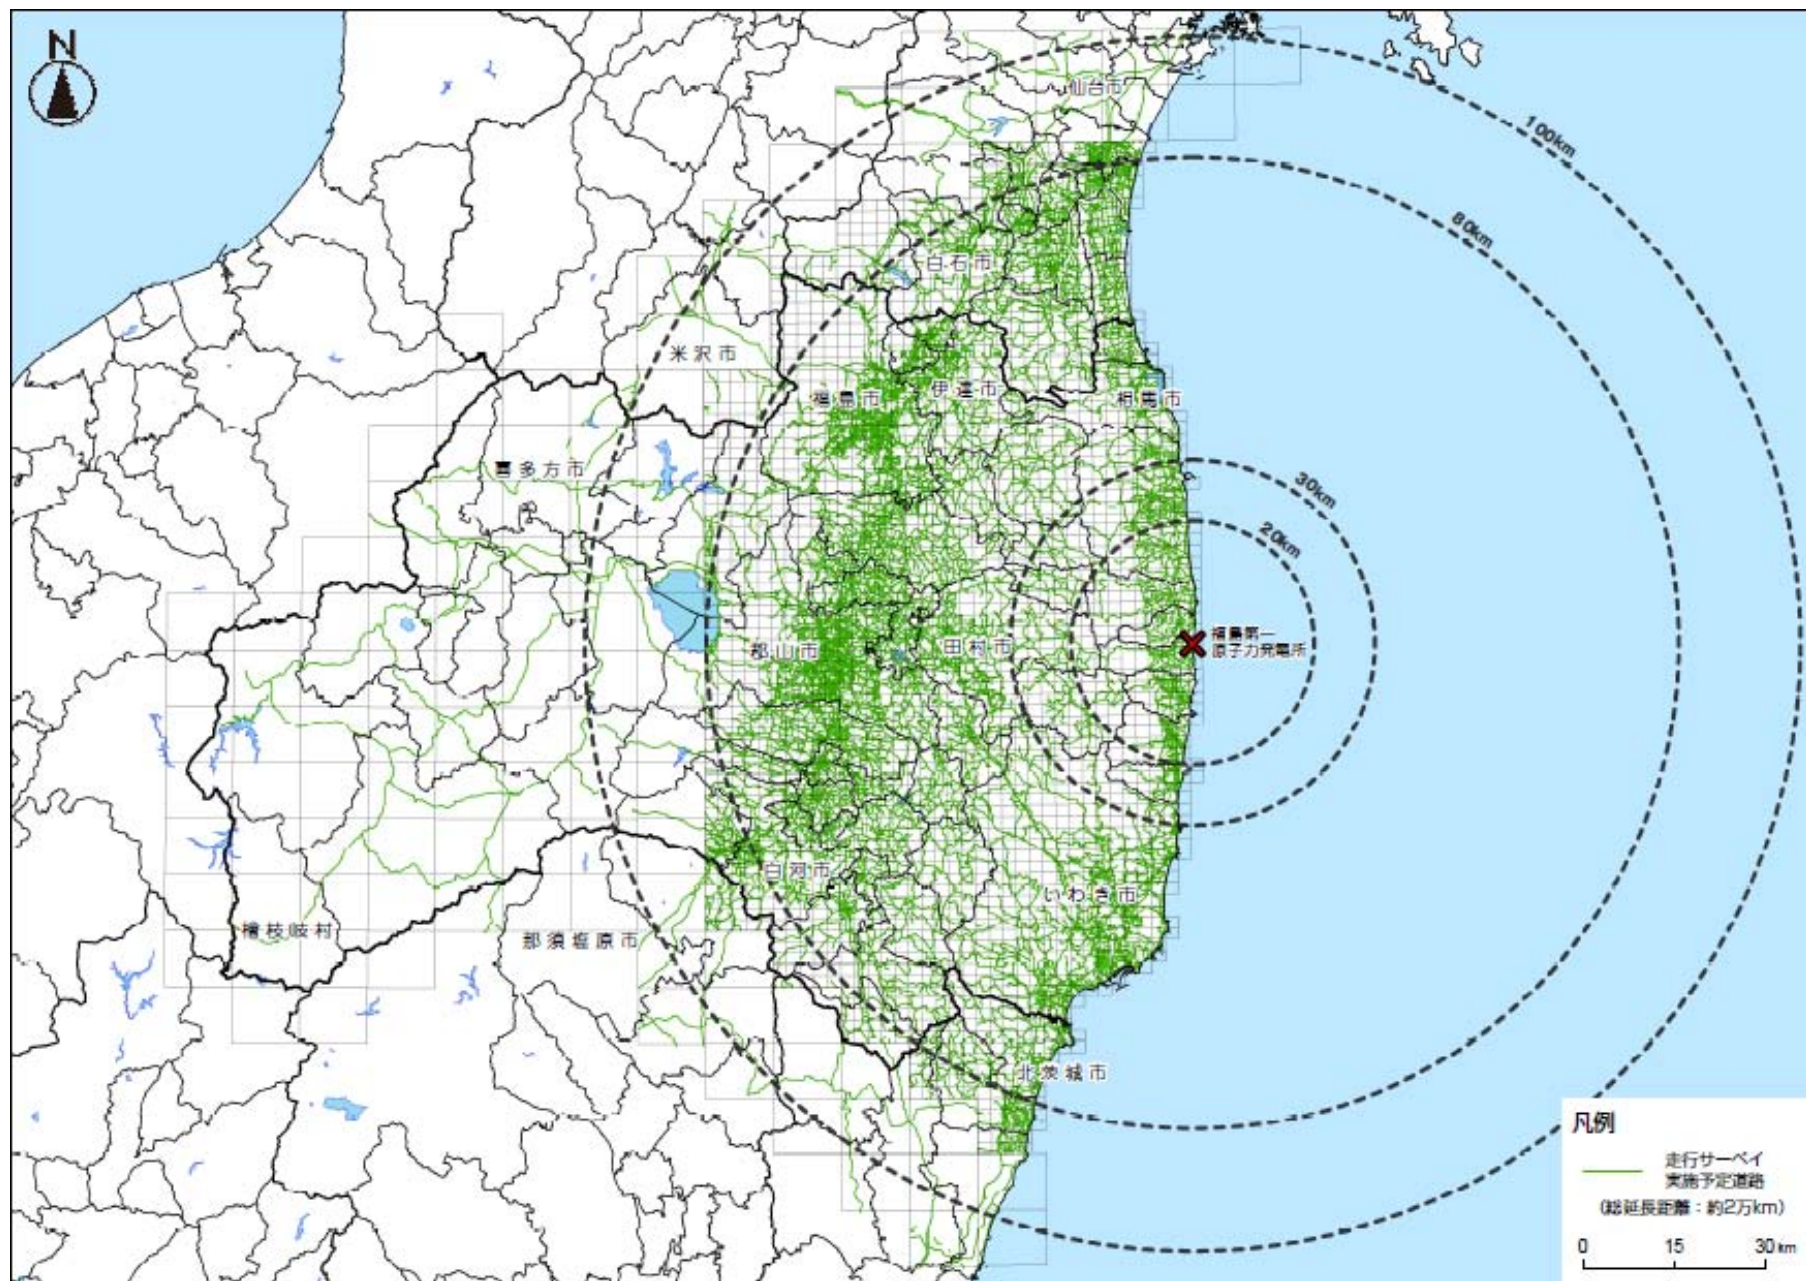 N
仙台市
100km
80km
白石市
米沢市
福島市
伊達市
相馬市
喜多方市
30km
20km
福島第一
原子力発電所
郡山市
田村市
白河市
いわき市
檜枝岐村
那須塩原市
北茨城市
凡例
走行サーベイ
実施予定道路
(総延長距離：約2万km)
0 15 30km